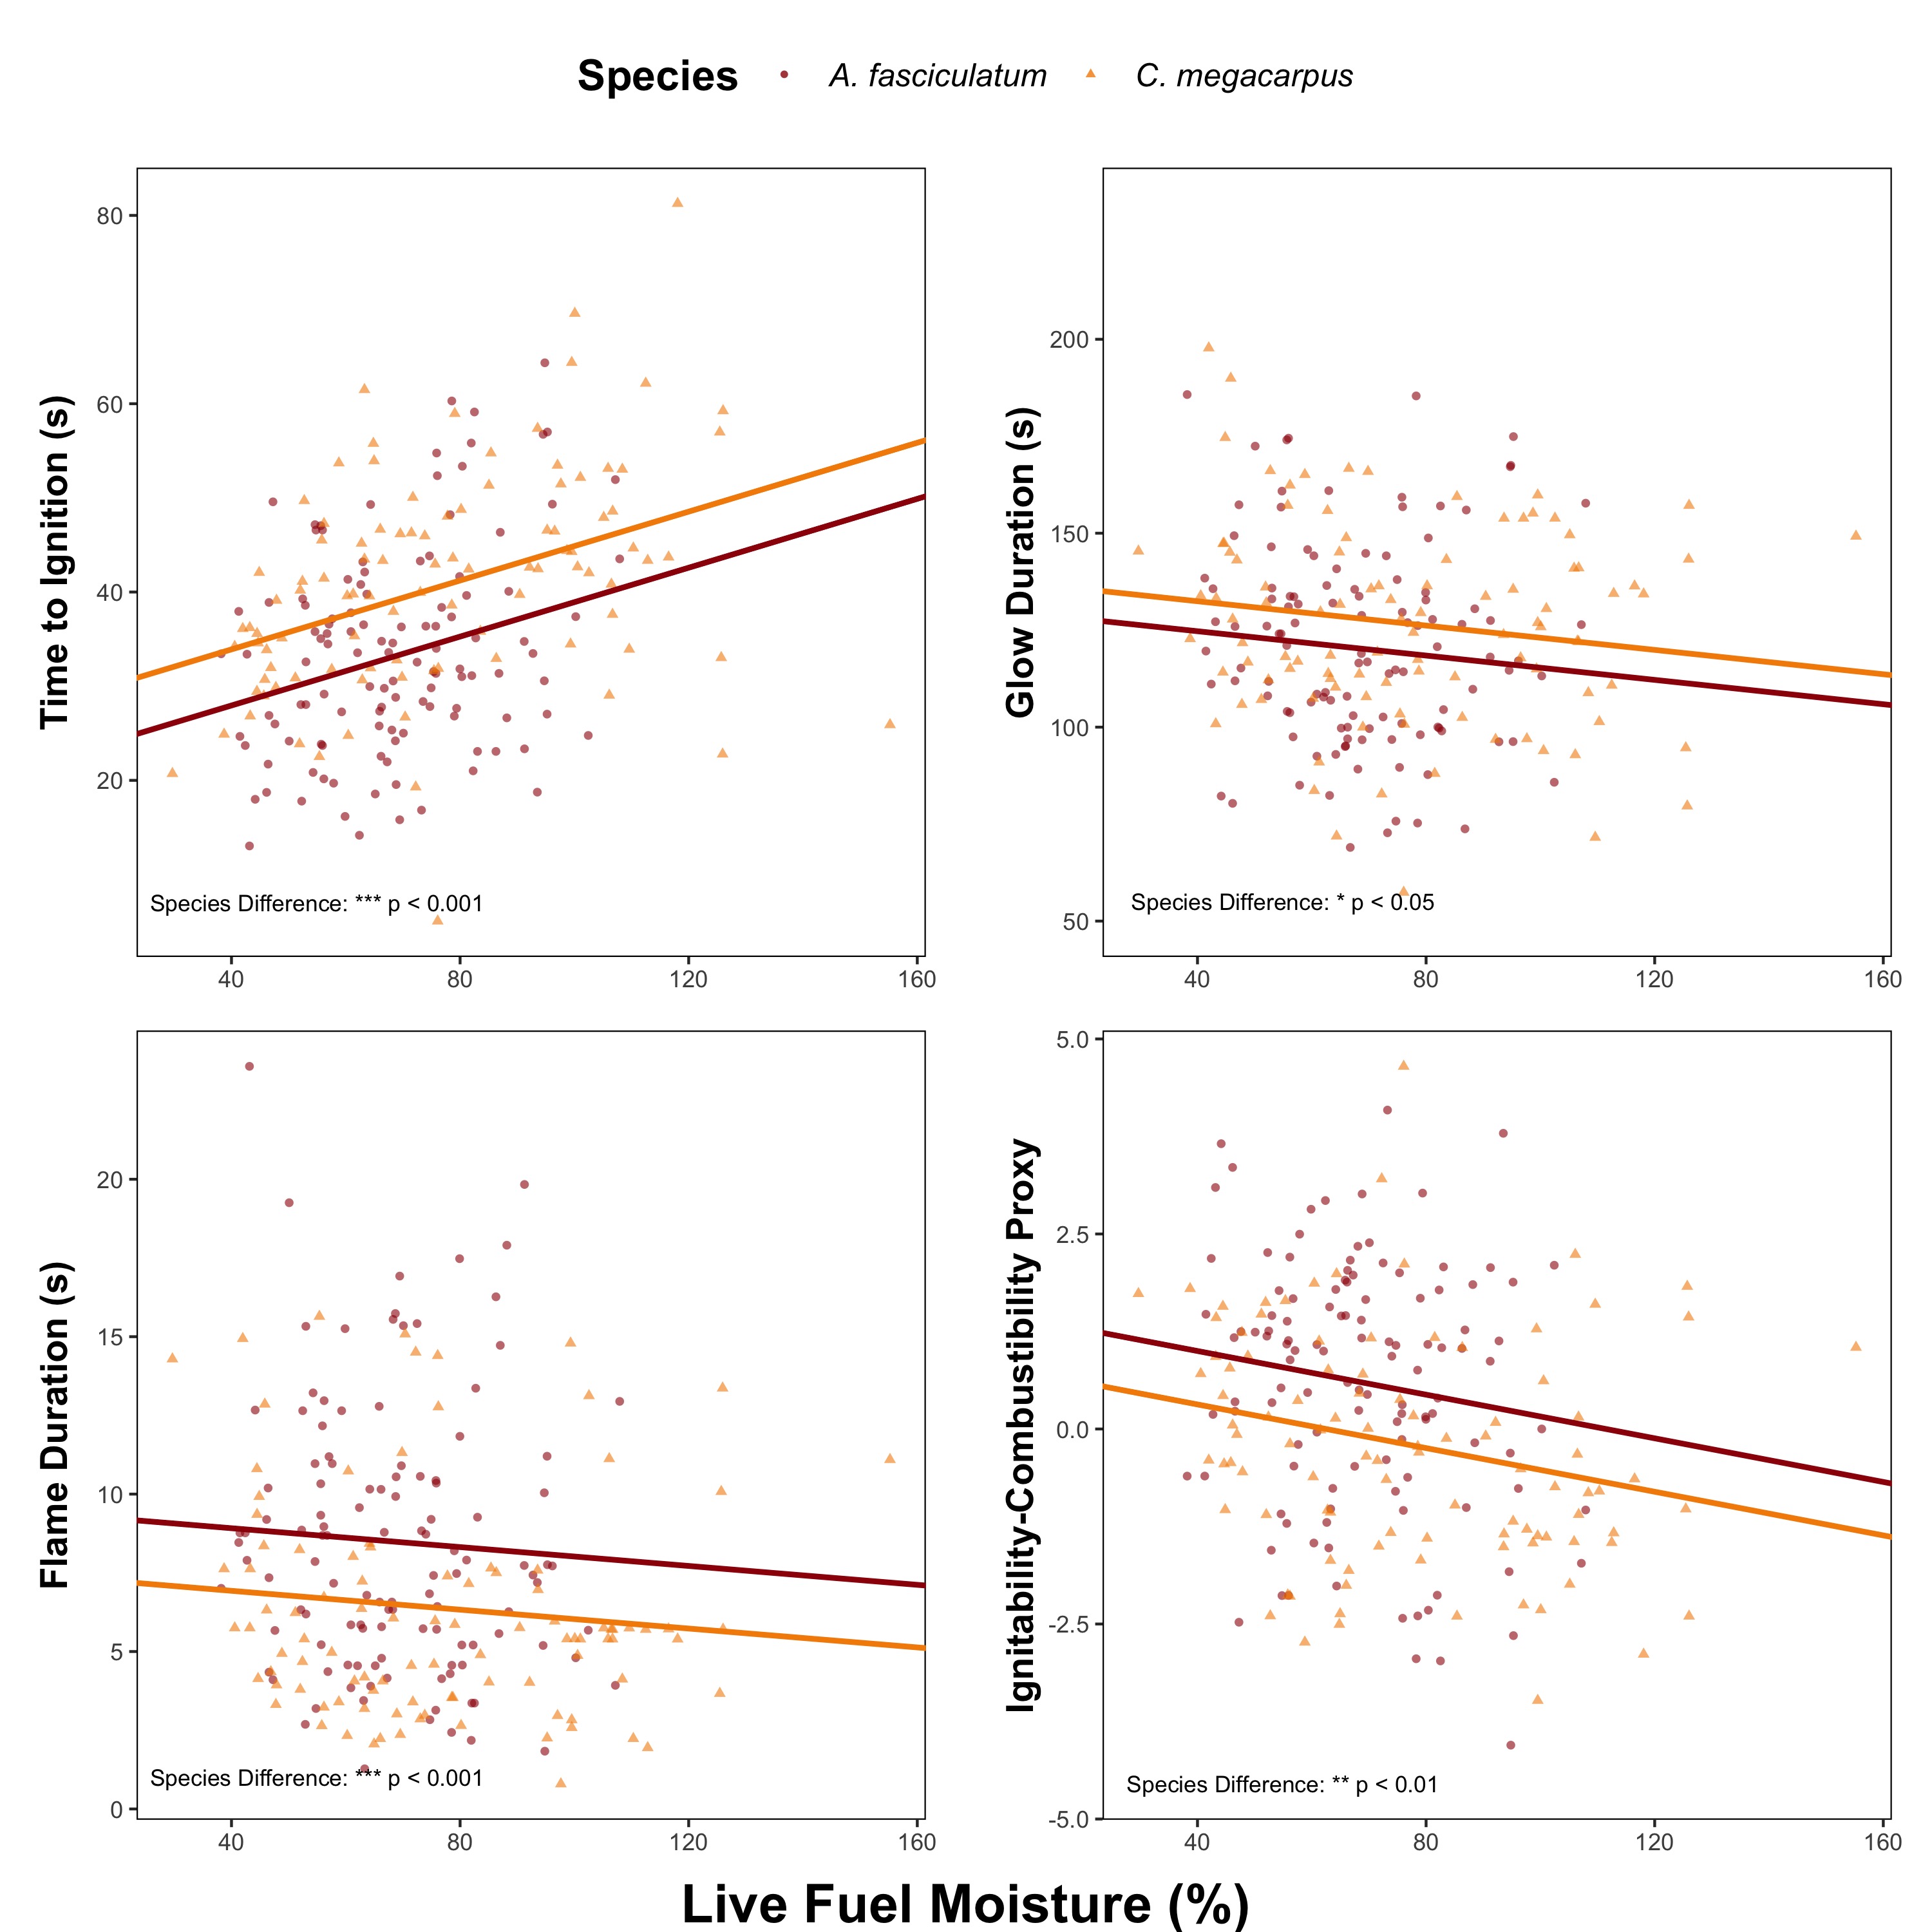 Species A. fasciculatum C. megacarpus
Time to Ignition (s)
80
60
40
20
Species Difference: *** p < 0.001
40 80 120 160
Glow Duration (s)
200
150
100
50
Species Difference: * p < 0.05
40 80 120 160
Flame Duration (s)
20
15
10
5
0
Species Difference: *** p < 0.001
40 80 120 160
Ignitability-Combustibility Proxy
5.0
2.5
0.0
-2.5
-5.0
Species Difference: ** p < 0.01
40 80 120 160
Live Fuel Moisture (%)